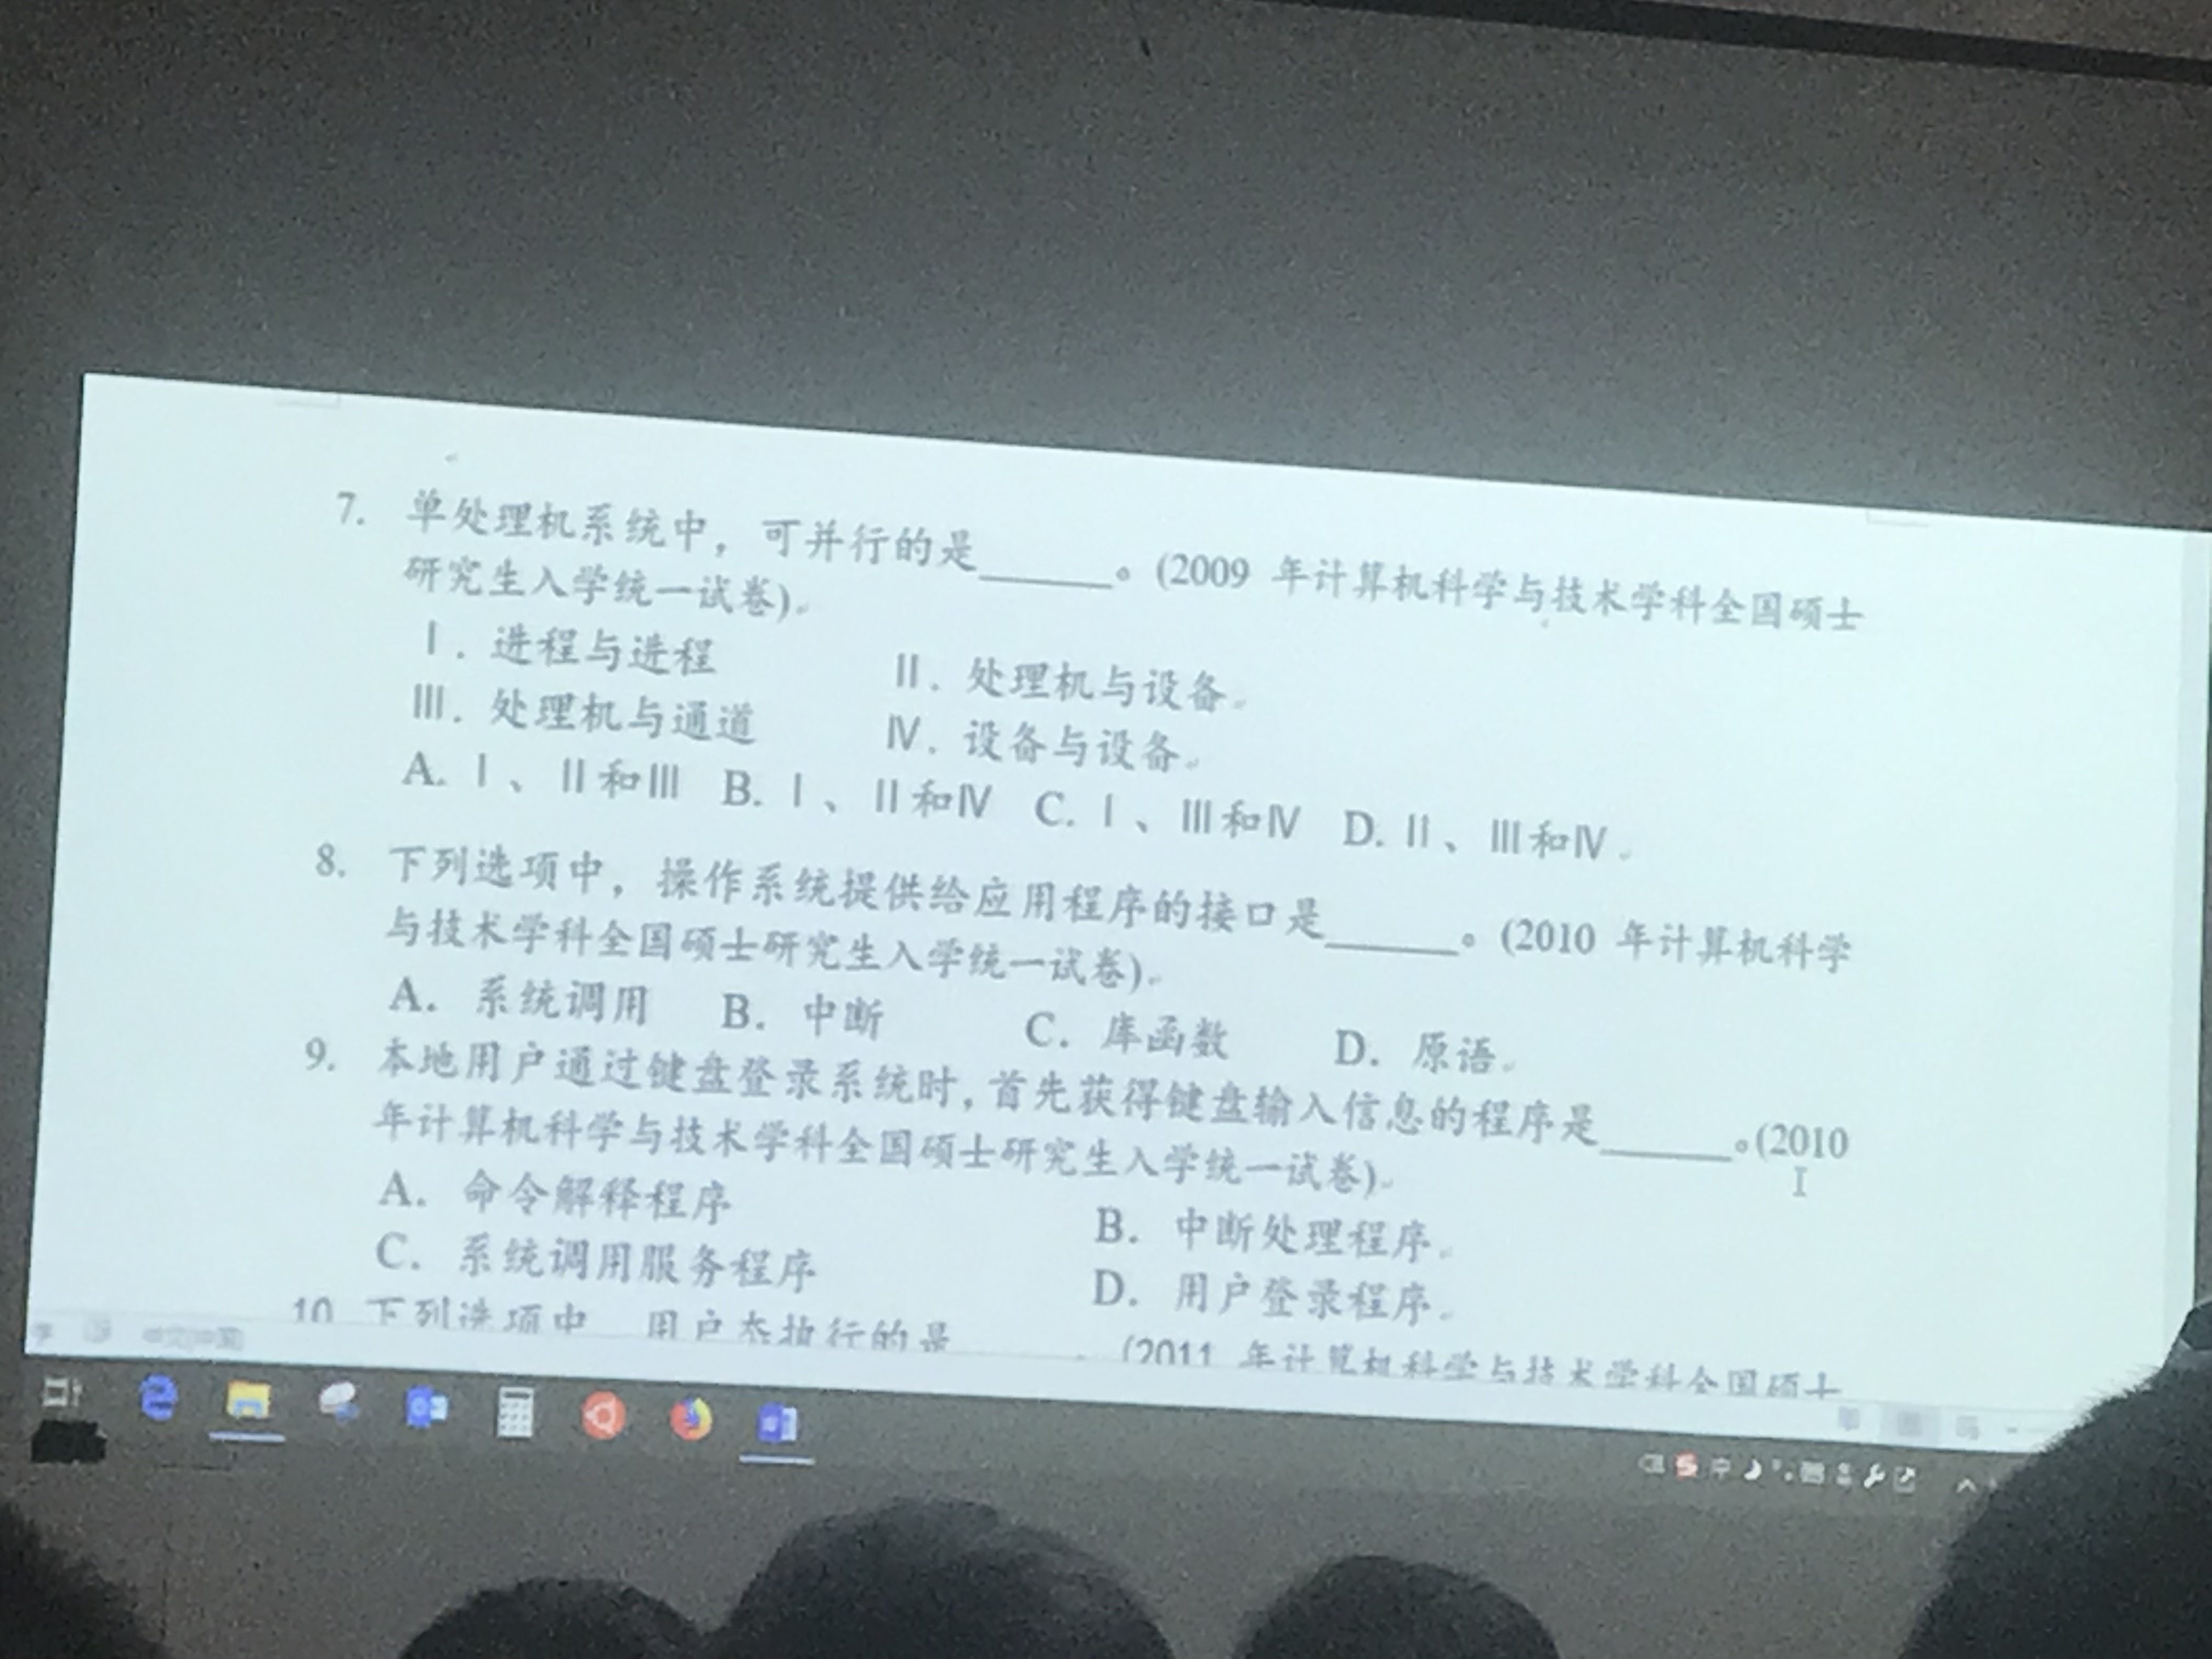 7. 单处理机系统中，可并行的是______。(2009 年计算机科学与技术学科全国硕士
研究生入学统一试卷)
Ⅰ. 进程与进程 Ⅱ. 处理机与设备
Ⅲ. 处理机与通道 Ⅳ. 设备与设备
A. Ⅰ、Ⅱ和Ⅲ B. Ⅰ、Ⅱ和Ⅳ C. Ⅰ、Ⅲ和Ⅳ D. Ⅱ、Ⅲ和Ⅳ
8. 下列选项中，操作系统提供给应用程序的接口是______。(2010 年计算机科学
与技术学科全国硕士研究生入学统一试卷)
A. 系统调用 B. 中断 C. 库函数 D. 原语
9. 本地用户通过键盘登录系统时，首先获得键盘输入信息的程序是______。(2010
年计算机科学与技术学科全国硕士研究生入学统一试卷)
A. 命令解释程序 B. 中断处理程序
C. 系统调用服务程序 D. 用户登录程序
10 下列选项中 用户态执行的是______ (2011 年计算机科学与技术学科全国硕士
中